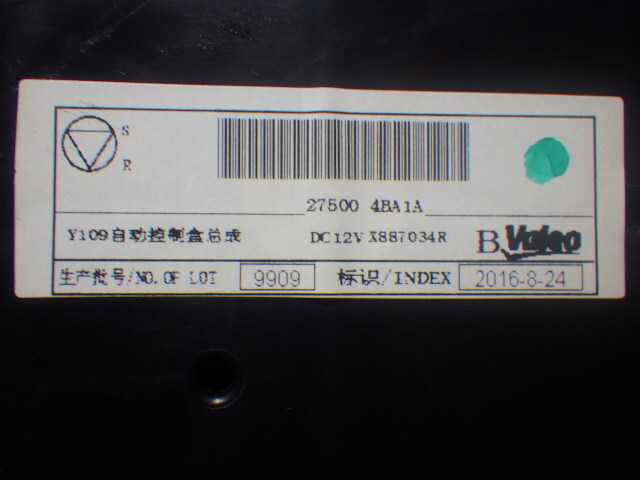 S
R
27500 4BA1A
Y109自动控制盒总成 DC12V X887034R B Valeo
生产批号/NO.OF LOT 9909 标识/INDEX 2016-8-24